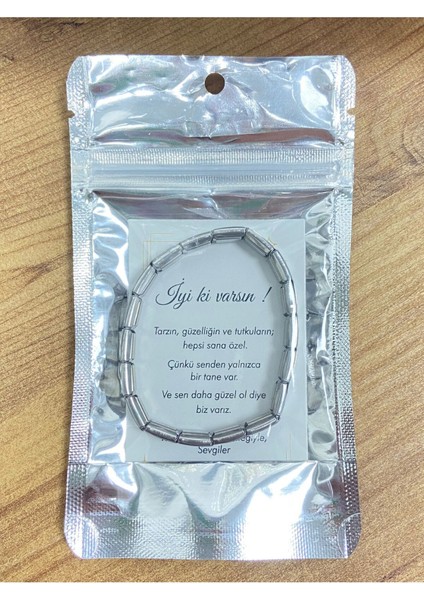 İyi ki varsın !
Tarzın, güzelliğin ve tutkuların;
hepsi sana özel.
Çünkü senden yalnızca
bir tane var.
Ve sen daha güzel ol diye
biz varız.
Sevgiler